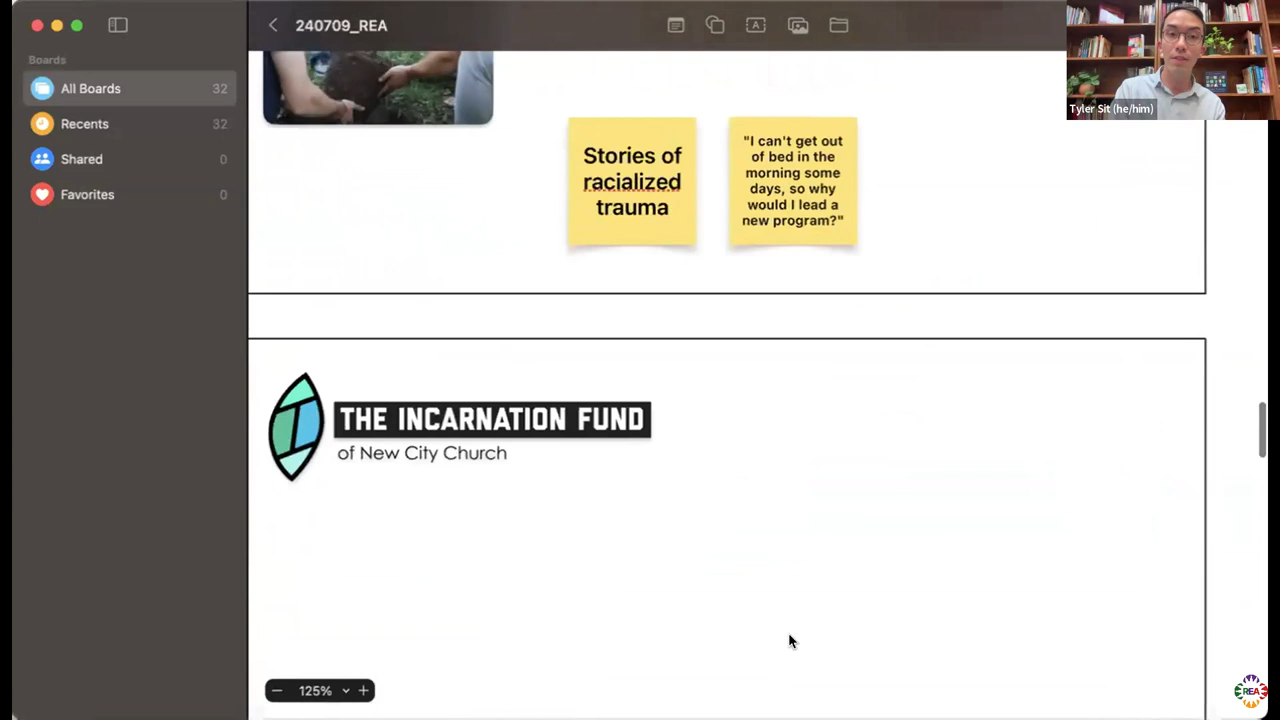 240709_REA
Boards
All Boards 32
Recents 32
Shared 0
Favorites 0
Tyler Sit (he/him)
Stories of
racialized
trauma
"I can't get out
of bed in the
morning some
days, so why
would I lead a
new program?"
THE INCARNATION FUND
of New City Church
125%
REA